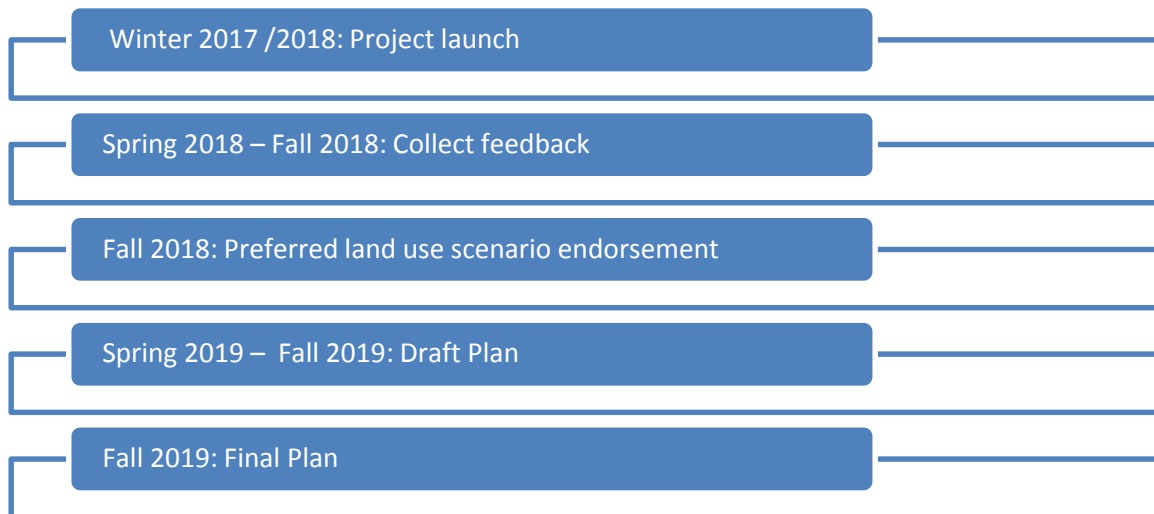 Winter 2017 /2018: Project launch
Spring 2018 – Fall 2018: Collect feedback
Fall 2018: Preferred land use scenario endorsement
Spring 2019 – Fall 2019: Draft Plan
Fall 2019: Final Plan